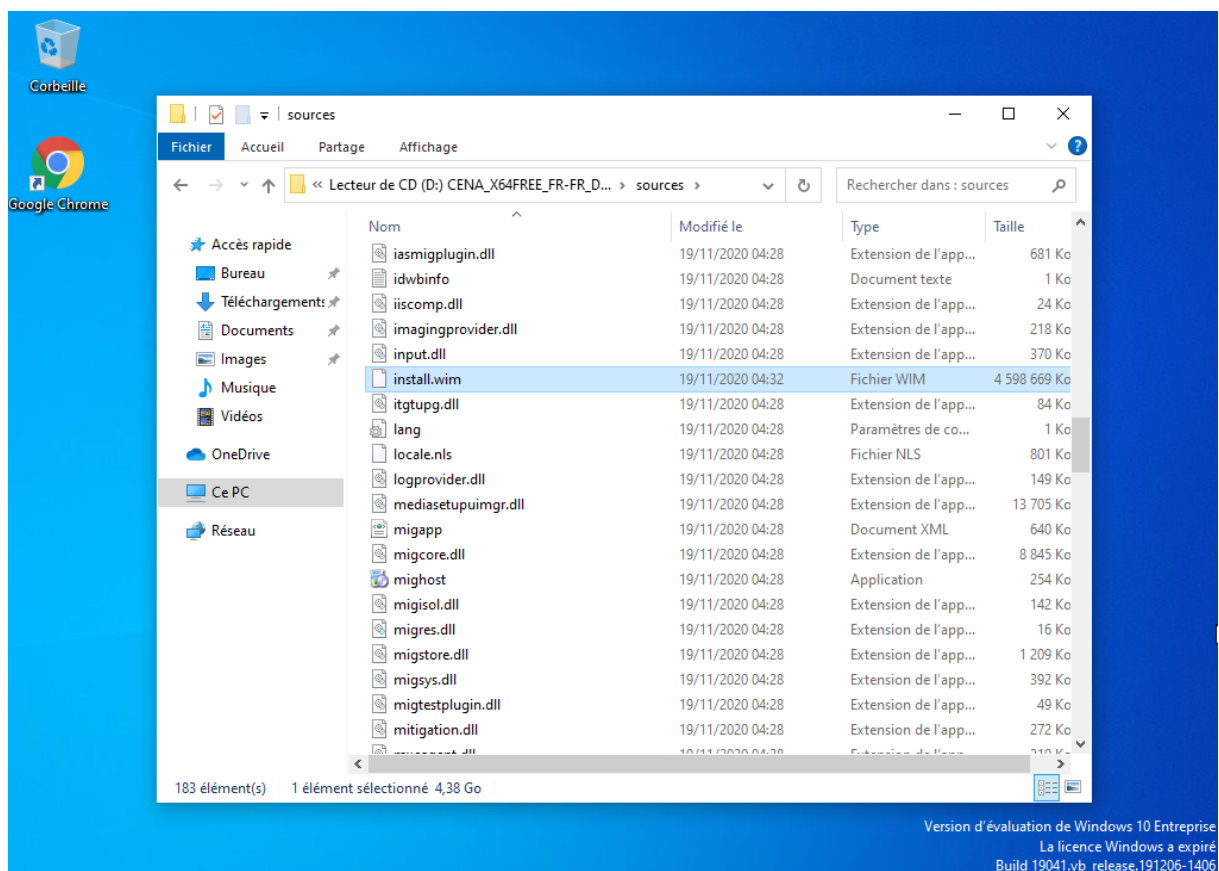 Corbeille
Google Chrome
sources
Fichier Accueil Partage Affichage
« Lecteur de CD (D:) CENA_X64FREE_FR-FR_D... › sources ›
Rechercher dans : sources
Nom Modifié le Type Taille
Accès rapide
Bureau
Téléchargements
Documents
Images
Musique
Vidéos
OneDrive
Ce PC
Réseau
iasmigplugin.dll 19/11/2020 04:28 Extension de l'app... 681 Ko
idwbinfo 19/11/2020 04:28 Document texte 1 Ko
iiscomp.dll 19/11/2020 04:28 Extension de l'app... 24 Ko
imagingprovider.dll 19/11/2020 04:28 Extension de l'app... 218 Ko
input.dll 19/11/2020 04:28 Extension de l'app... 370 Ko
install.wim 19/11/2020 04:32 Fichier WIM 4 598 669 Ko
itgtupg.dll 19/11/2020 04:28 Extension de l'app... 84 Ko
lang 19/11/2020 04:28 Paramètres de co... 1 Ko
locale.nls 19/11/2020 04:28 Fichier NLS 801 Ko
logprovider.dll 19/11/2020 04:28 Extension de l'app... 149 Ko
mediasetupuimgr.dll 19/11/2020 04:28 Extension de l'app... 13 705 Ko
migapp 19/11/2020 04:28 Document XML 640 Ko
migcore.dll 19/11/2020 04:28 Extension de l'app... 8 845 Ko
mighost 19/11/2020 04:28 Application 254 Ko
migisol.dll 19/11/2020 04:28 Extension de l'app... 142 Ko
migres.dll 19/11/2020 04:28 Extension de l'app... 16 Ko
migstore.dll 19/11/2020 04:28 Extension de l'app... 1 209 Ko
migsys.dll 19/11/2020 04:28 Extension de l'app... 392 Ko
migtestplugin.dll 19/11/2020 04:28 Extension de l'app... 49 Ko
mitigation.dll 19/11/2020 04:28 Extension de l'app... 272 Ko
183 élément(s) 1 élément sélectionné 4,38 Go
Version d'évaluation de Windows 10 Entreprise
La licence Windows a expiré
Build 19041.vb_release.191206-1406